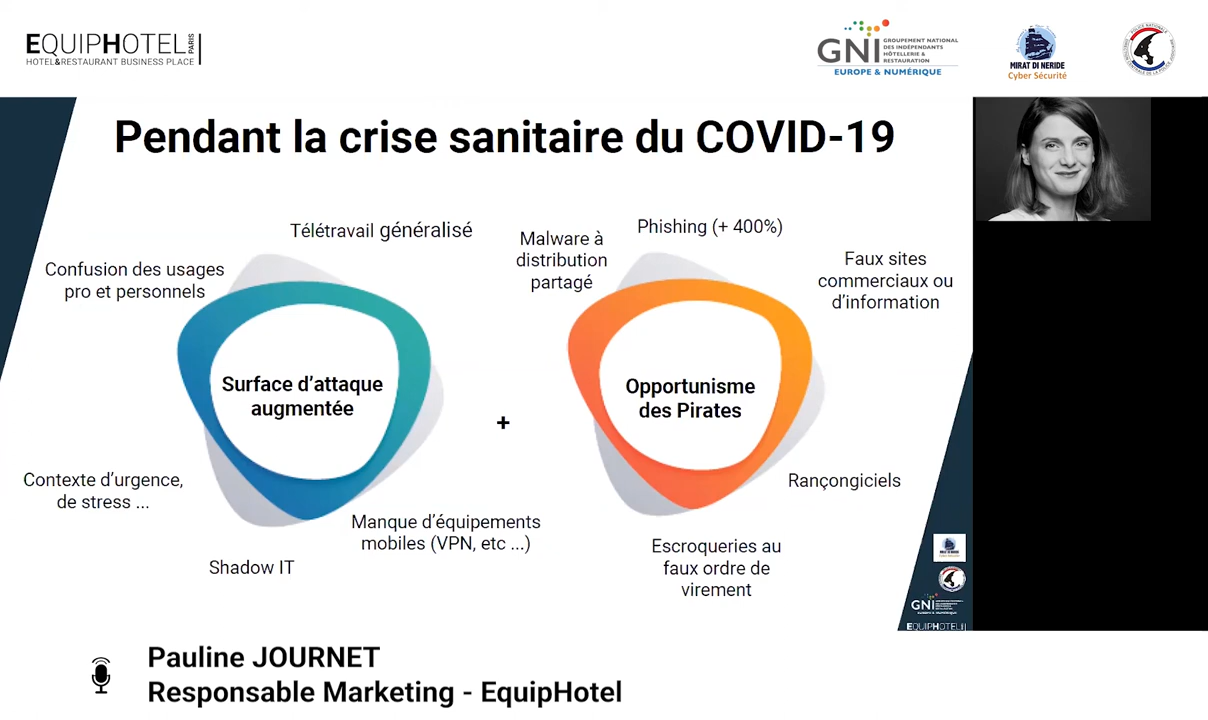 EQUIPHOTEL PARIS
HOTEL&RESTAURANT BUSINESS PLACE
GNI GROUPEMENT NATIONAL
DES INDÉPENDANTS
HÔTELLERIE &
RESTAURATION
EUROPE & NUMÉRIQUE
MIRAT DI NERIDE
Cyber Sécurité
POLICE NATIONALE
Pendant la crise sanitaire du COVID-19
Télétravail généralisé
Confusion des usages
pro et personnels
Surface d’attaque
augmentée
Contexte d’urgence,
de stress ...
Shadow IT
Manque d’équipements
mobiles (VPN, etc ...)
+
Malware à
distribution
partagé
Phishing (+ 400%)
Faux sites
commerciaux ou
d’information
Opportunisme
des Pirates
Rançongiciels
Escroqueries au
faux ordre de
virement
GNI
EQUIPHOTEL
Pauline JOURNET
Responsable Marketing - EquipHotel